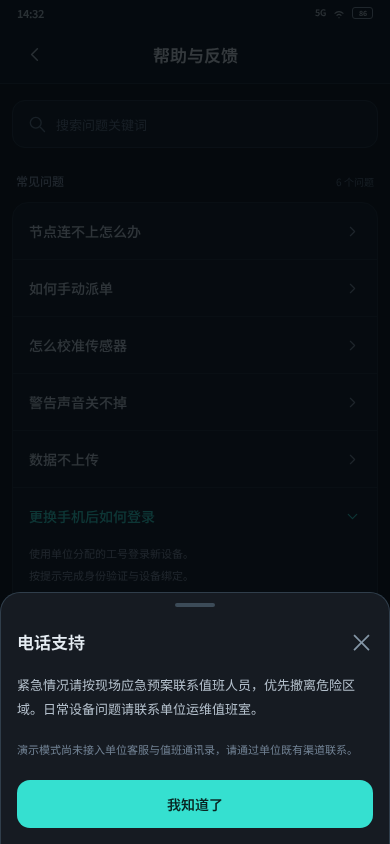 14:32
5G
86
帮助与反馈
搜索问题关键词
常见问题
6 个问题
节点连不上怎么办
如何手动派单
怎么校准传感器
警告声音关不掉
数据不上传
更换手机后如何登录
使用单位分配的工号登录新设备。
按提示完成身份验证与设备绑定。
电话支持
紧急情况请按现场应急预案联系值班人员，优先撤离危险区
域。日常设备问题请联系单位运维值班室。
演示模式尚未接入单位客服与值班通讯录，请通过单位既有渠道联系。
我知道了